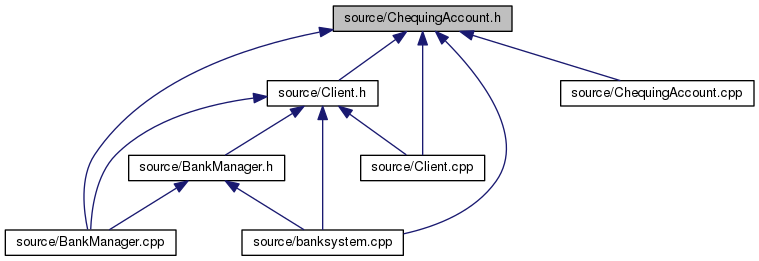 source/ChequingAccount.h
source/Client.h
source/ChequingAccount.cpp
source/BankManager.h
source/Client.cpp
source/BankManager.cpp
source/banksystem.cpp